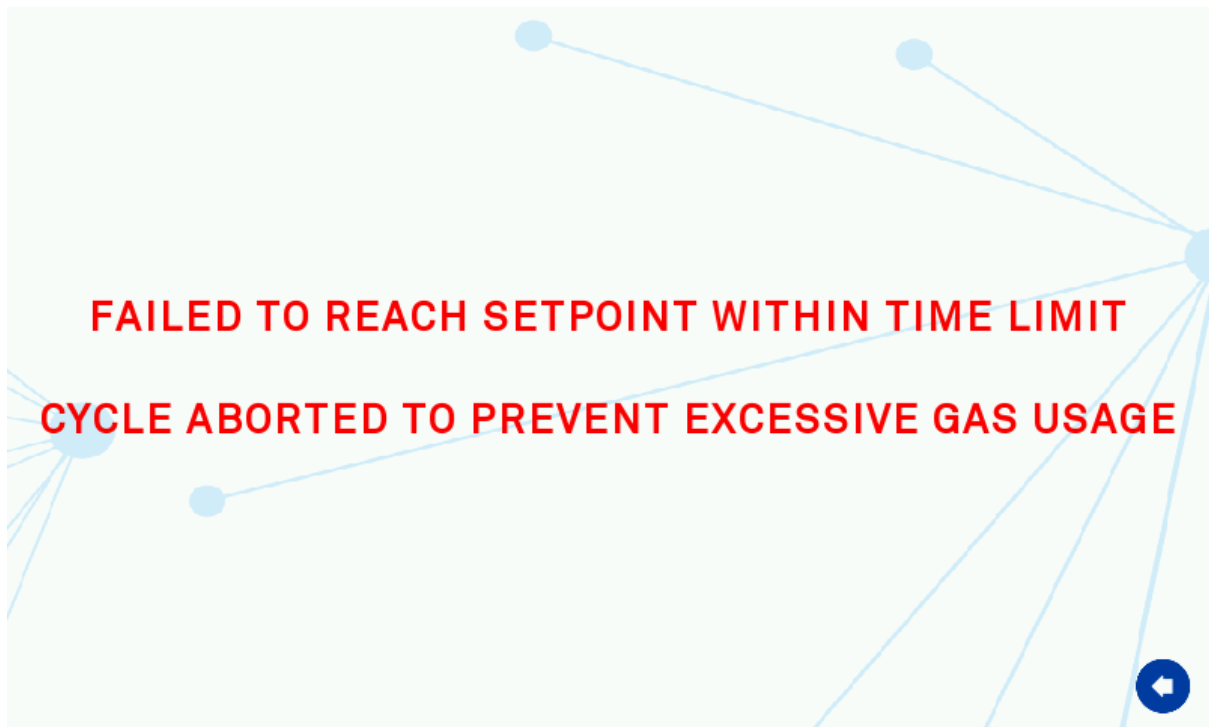 FAILED TO REACH SETPOINT WITHIN TIME LIMIT
CYCLE ABORTED TO PREVENT EXCESSIVE GAS USAGE